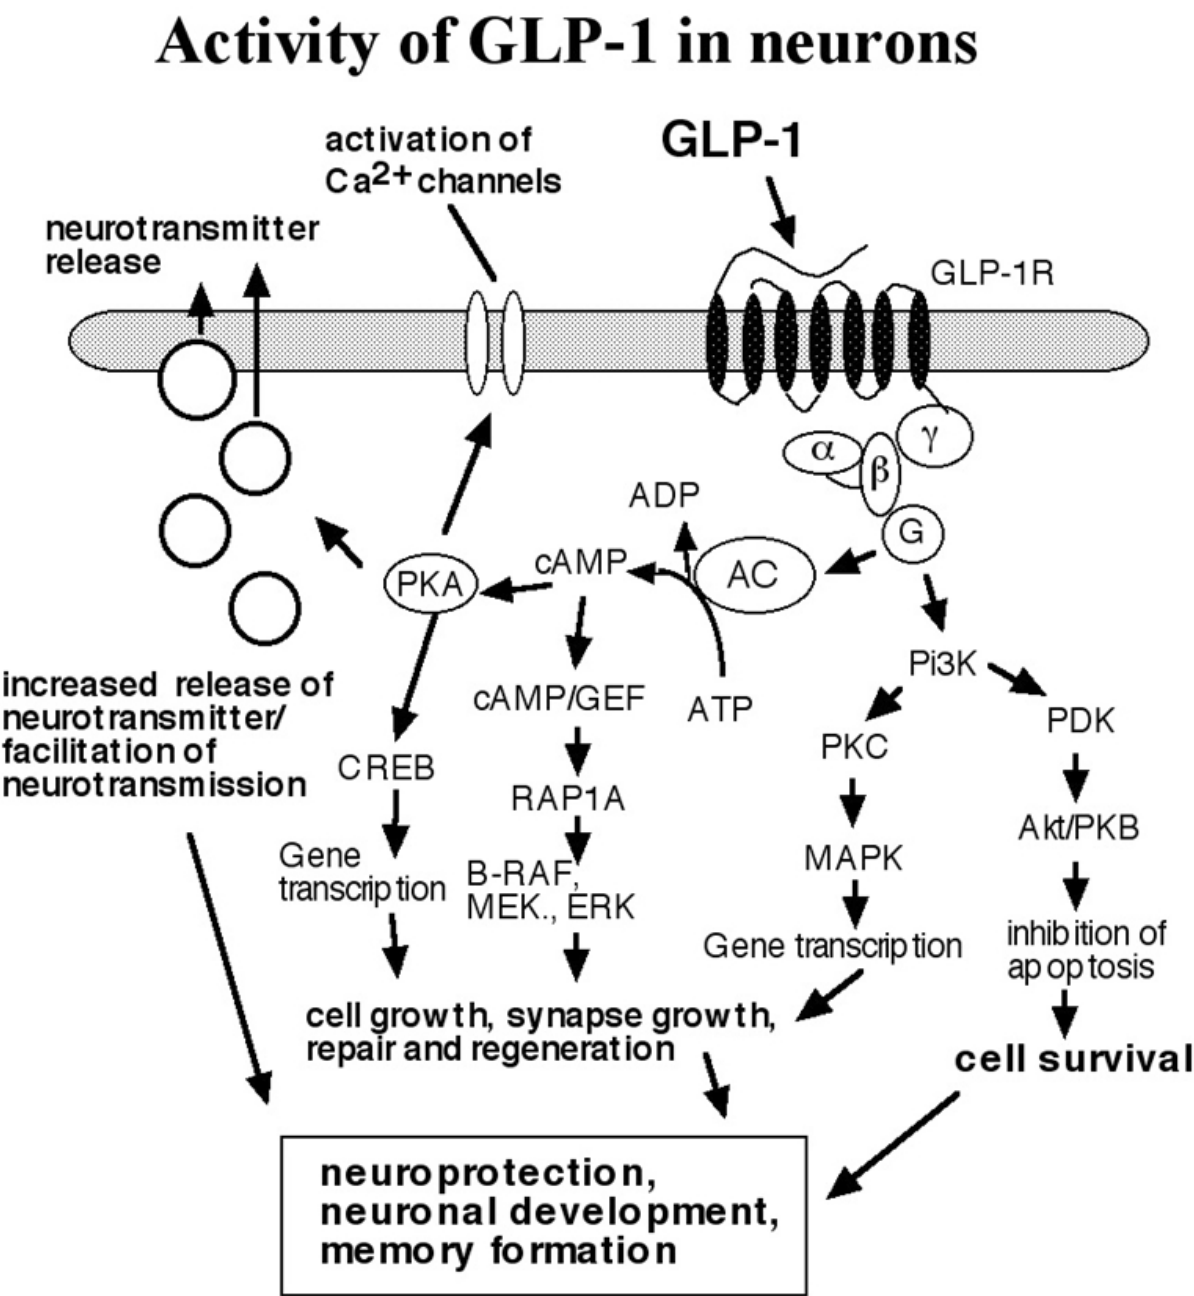 Activity of GLP-1 in neurons
activation of
Ca2+ channels
GLP-1
neurotransmitter
release
GLP-1R
α
β
γ
G
ADP
cAMP
AC
PKA
ATP
Pi3K
increased release of
neurotransmitter/
facilitation of
neurotransmission
cAMP/GEF
PKC
PDK
CREB
RAP1A
MAPK
Akt/PKB
Gene
transcription
B-RAF,
MEK., ERK
Gene transcription
inhibition of
apoptosis
cell growth, synapse growth,
repair and regeneration
cell survival
neuroprotection,
neuronal development,
memory formation